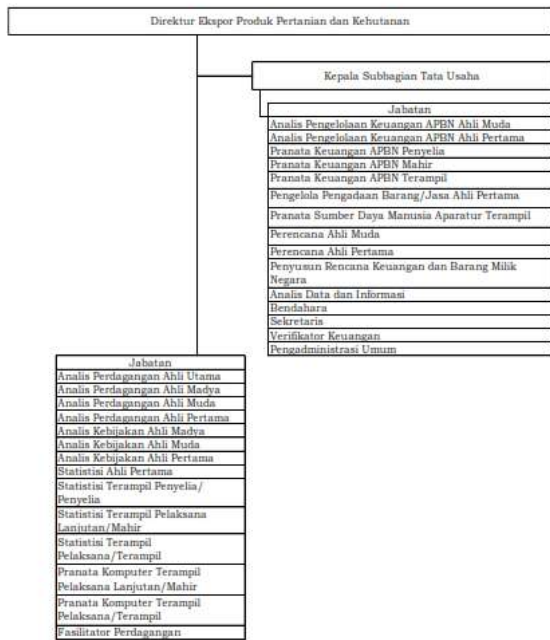 Direktur Ekspor Produk Pertanian dan Kehutanan
Kepala Subbagian Tata Usaha
Jabatan
Analis Pengelolaan Keuangan APBN Ahli Muda
Analis Pengelolaan Keuangan APBN Ahli Pertama
Pranata Keuangan APBN Penyelia
Pranata Keuangan APBN Mahir
Pranata Keuangan APBN Terampil
Pengelola Pengadaan Barang/Jasa Ahli Pertama
Pranata Sumber Daya Manusia Aparatur Terampil
Perencana Ahli Muda
Perencana Ahli Pertama
Penyusun Rencana Keuangan dan Barang Milik
Negara
Analis Data dan Informasi
Bendahara
Sekretaris
Verifikator Keuangan
Pengadministrasi Umum
Jabatan
Analis Perdagangan Ahli Utama
Analis Perdagangan Ahli Madya
Analis Perdagangan Ahli Muda
Analis Perdagangan Ahli Pertama
Analis Kebijakan Ahli Madya
Analis Kebijakan Ahli Muda
Analis Kebijakan Ahli Pertama
Statistisi Ahli Pertama
Statistisi Terampil Penyelia/
Penyelia
Statistisi Terampil Pelaksana
Lanjutan/Mahir
Statistisi Terampil
Pelaksana/Terampil
Pranata Komputer Terampil
Pelaksana Lanjutan/Mahir
Pranata Komputer Terampil
Pelaksana/Terampil
Fasilitator Perdagangan